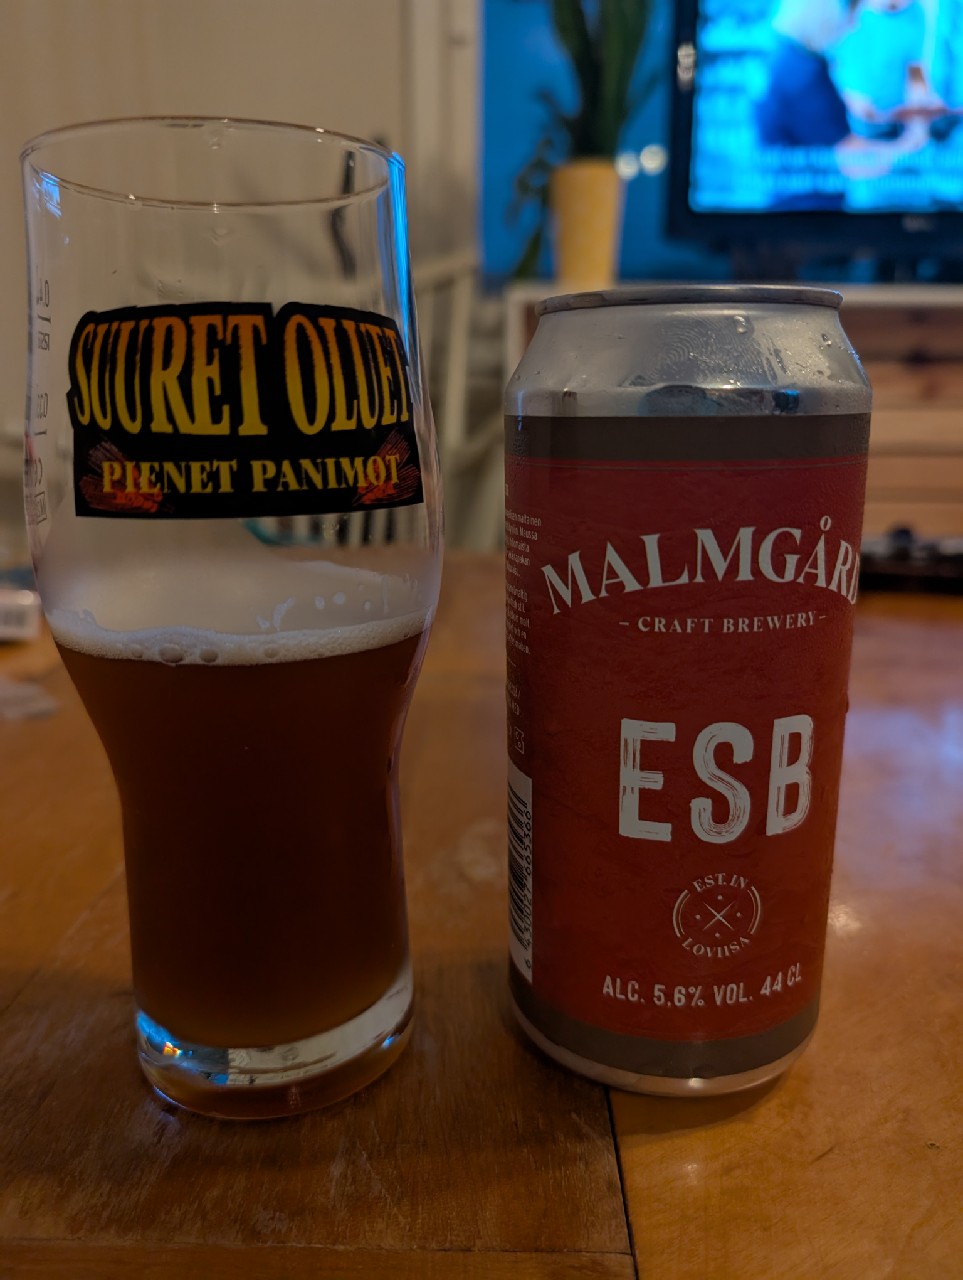 SUURET OLUET
PIENET PANIMOT
MALMGÅRD
- CRAFT BREWERY -
ESB
EST. IN
LOVIISA
ALC. 5,6% VOL. 44 CL